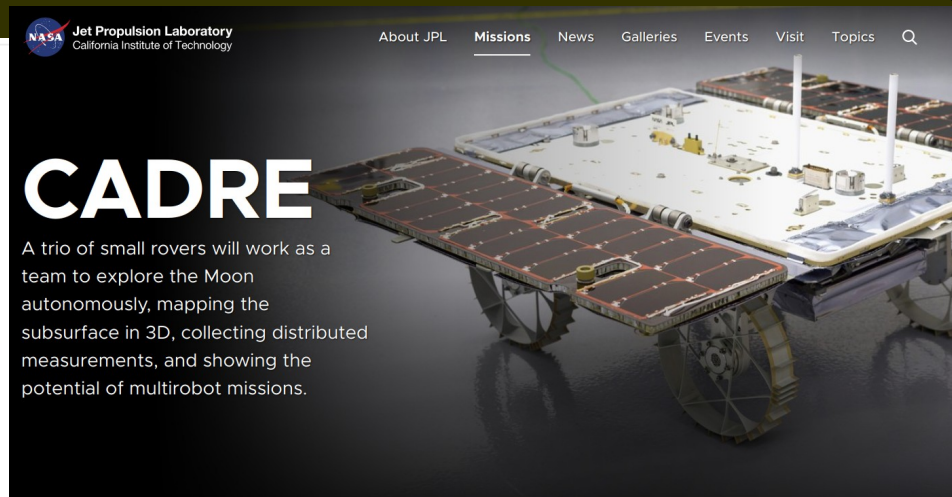 NASA
Jet Propulsion Laboratory
California Institute of Technology
About JPL Missions News Galleries Events Visit Topics
CADRE
A trio of small rovers will work as a
team to explore the Moon
autonomously, mapping the
subsurface in 3D, collecting distributed
measurements, and showing the
potential of multirobot missions.